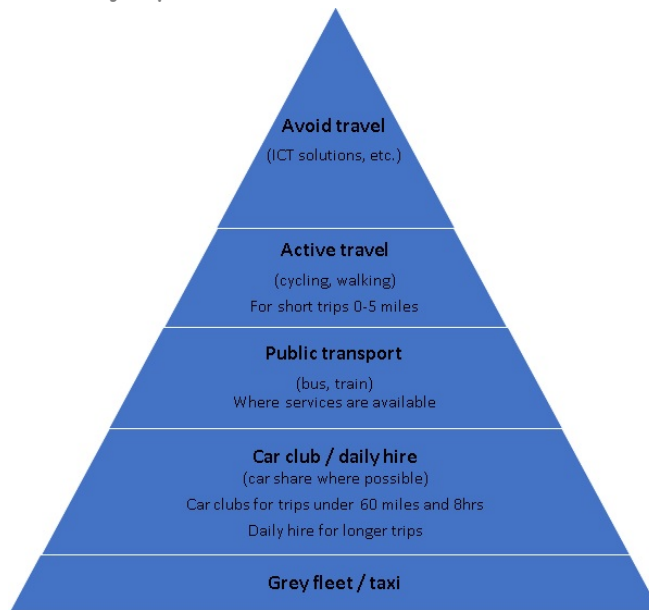 Avoid travel
(ICT solutions, etc.)
Active travel
(cycling, walking)
For short trips 0-5 miles
Public transport
(bus, train)
Where services are available
Car club / daily hire
(car share where possible)
Car clubs for trips under 60 miles and 8hrs
Daily hire for longer trips
Grey fleet / taxi